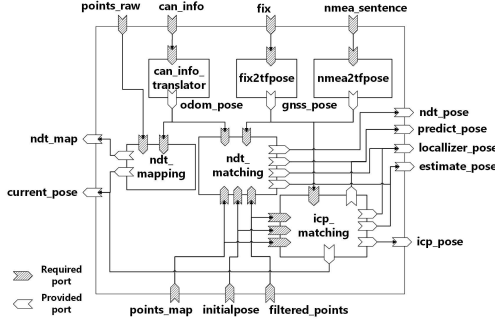 points_raw
can_info
fix
nmea_sentence
can_info_
translator
fix2tfpose
nmea2tfpose
odom_pose
gnss_pose
ndt_pose
predict_pose
ndt_map
ndt_
mapping
ndt_
matching
locallizer_pose
estimate_pose
current_pose
icp_
matching
icp_pose
Required
port
Provided
port
points_map
initialpose
filtered_points